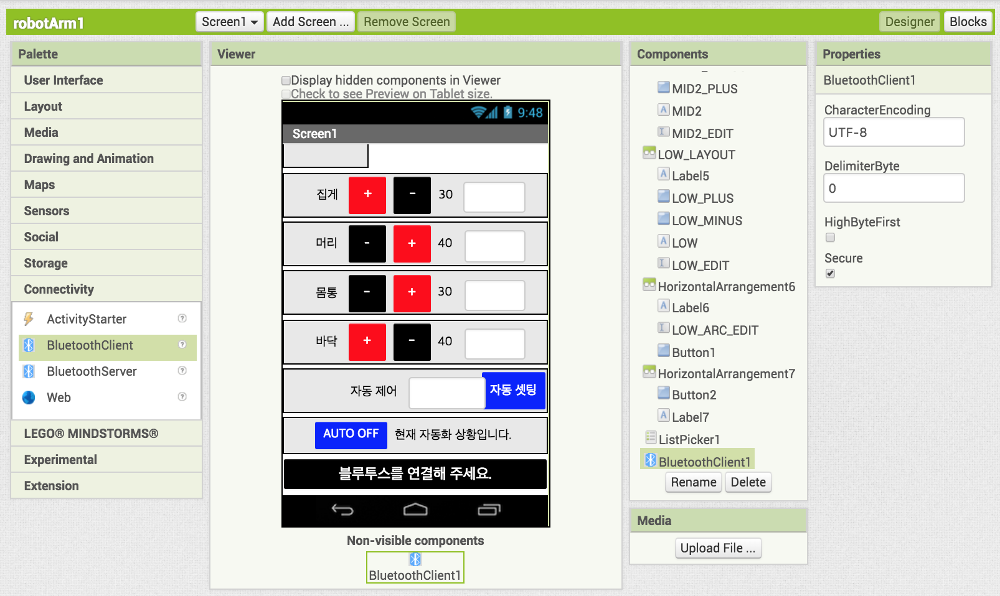 robotArm1
Screen1
Add Screen ...
Remove Screen
Designer
Blocks
Palette
User Interface
Layout
Media
Drawing and Animation
Maps
Sensors
Social
Storage
Connectivity
ActivityStarter
?
BluetoothClient
?
BluetoothServer
?
Web
?
LEGO® MINDSTORMS®
Experimental
Extension
Viewer
Display hidden components in Viewer
Check to see Preview on Tablet size.
9:48
Screen1
집게 + - 30
머리 - + 40
몸통 - + 30
바닥 + - 40
자동 제어 자동 셋팅
AUTO OFF 현재 자동화 상황입니다.
블루투스를 연결해 주세요.
Non-visible components
BluetoothClient1
Components
MID2_PLUS
MID2
MID2_EDIT
LOW_LAYOUT
Label5
LOW_PLUS
LOW_MINUS
LOW
LOW_EDIT
HorizontalArrangement6
Label6
LOW_ARC_EDIT
Button1
HorizontalArrangement7
Button2
Label7
ListPicker1
BluetoothClient1
Rename
Delete
Media
Upload File ...
Properties
BluetoothClient1
CharacterEncoding
UTF-8
DelimiterByte
0
HighByteFirst
Secure